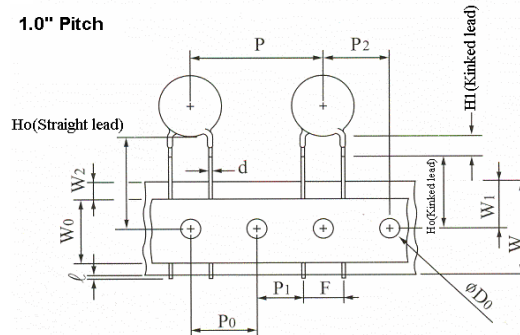 1.0" Pitch
P
P2
H1(Kinked lead)
Ho(Straight lead)
d
W2
W0
Ho(Kinked lead)
W1
W
ℓ
P1
F
P0
øD0